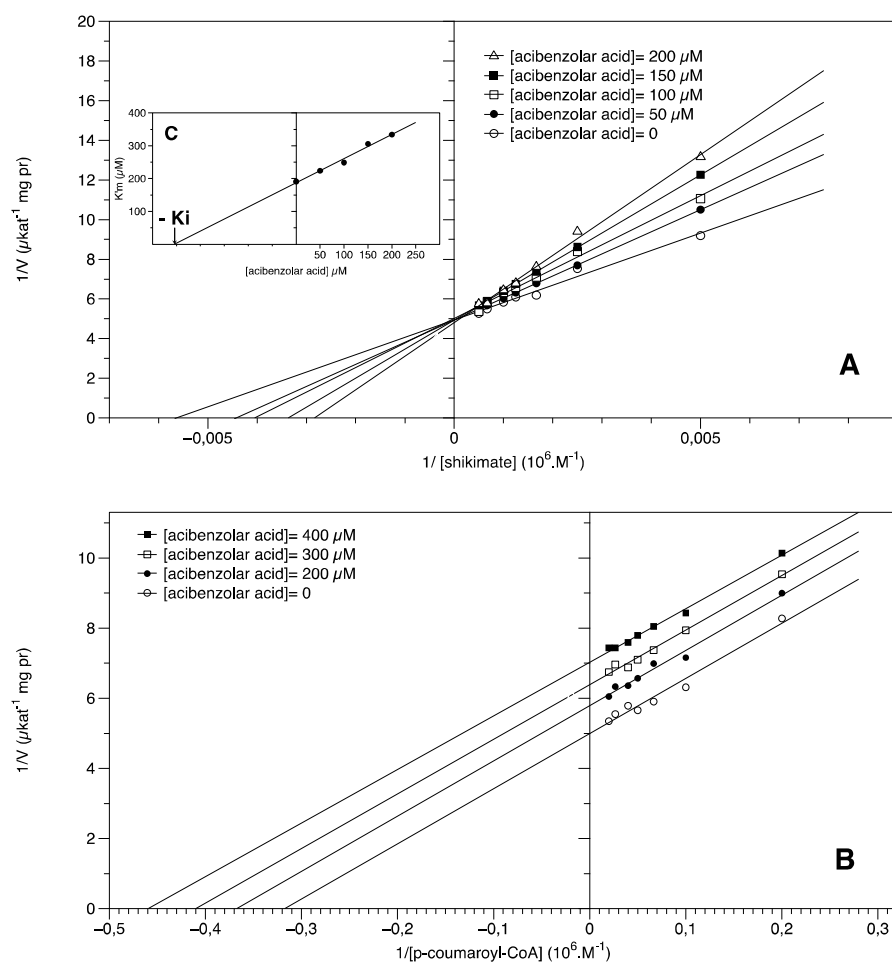 20
18
16
14
12
10
8
6
4
2
0
1/V (µkat⁻¹ mg pr)
[acibenzolar acid]= 200 µM
[acibenzolar acid]= 150 µM
[acibenzolar acid]= 100 µM
[acibenzolar acid]= 50 µM
[acibenzolar acid]= 0
C
400
300
200
100
K'm (µM)
- Ki
50 100 150 200 250
[acibenzolar acid] µM
A
−0,005 0 0,005
1/ [shikimate] (10⁶.M⁻¹)
[acibenzolar acid]= 400 µM
[acibenzolar acid]= 300 µM
[acibenzolar acid]= 200 µM
[acibenzolar acid]= 0
10
8
6
4
2
0
1/V (µkat⁻¹ mg pr)
B
−0,5 −0,4 −0,3 −0,2 −0,1 0 0,1 0,2 0,3
1/[p-coumaroyl-CoA] (10⁶.M⁻¹)